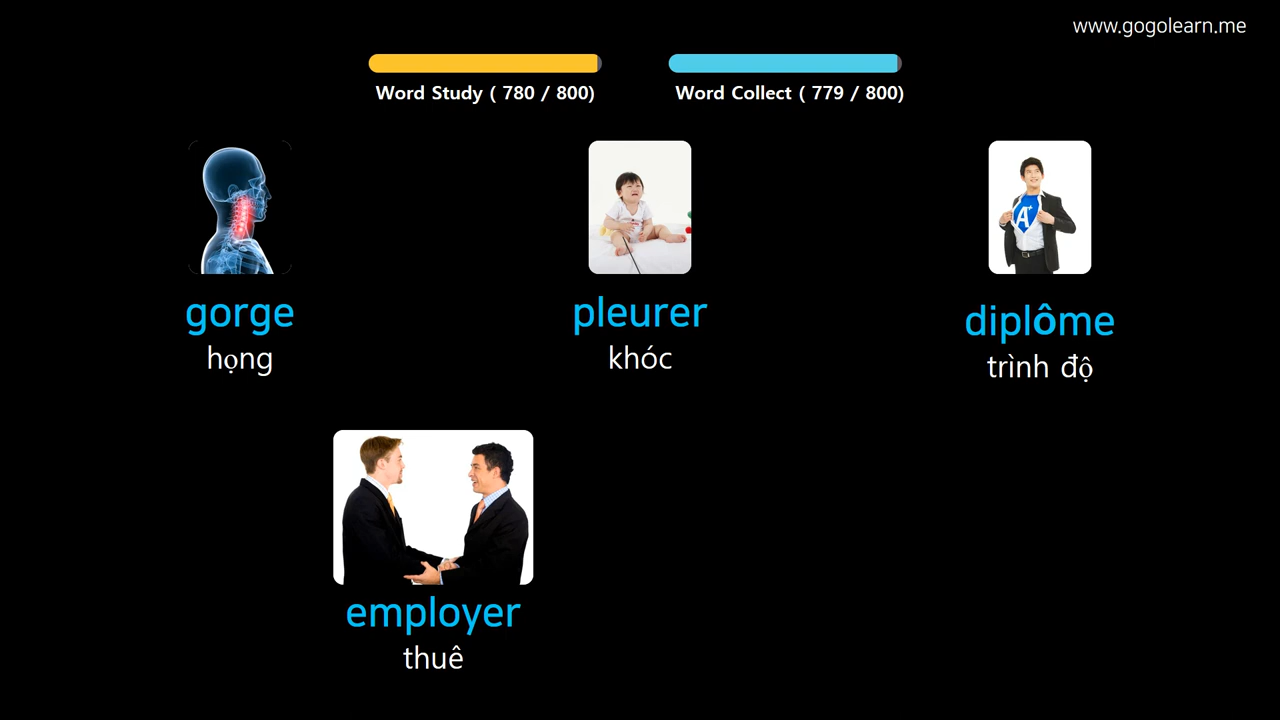 www.gogolearn.me
Word Study ( 780 / 800)
Word Collect ( 779 / 800)
A+
gorge
họng
pleurer
khóc
diplôme
trình độ
employer
thuê